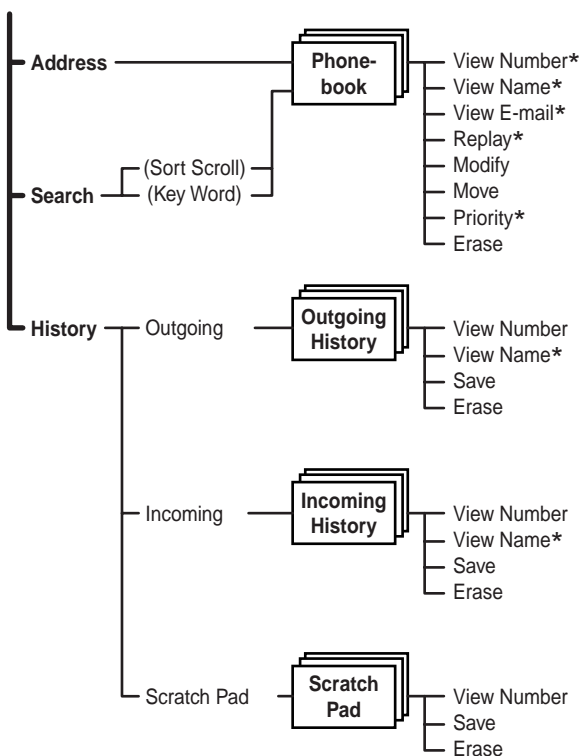 Address
Phone-
book
View Number*
View Name*
View E-mail*
Replay*
Modify
Move
Priority*
Erase
Search
(Sort Scroll)
(Key Word)
History
Outgoing
Outgoing
History
View Number
View Name*
Save
Erase
Incoming
Incoming
History
View Number
View Name*
Save
Erase
Scratch Pad
Scratch
Pad
View Number
Save
Erase